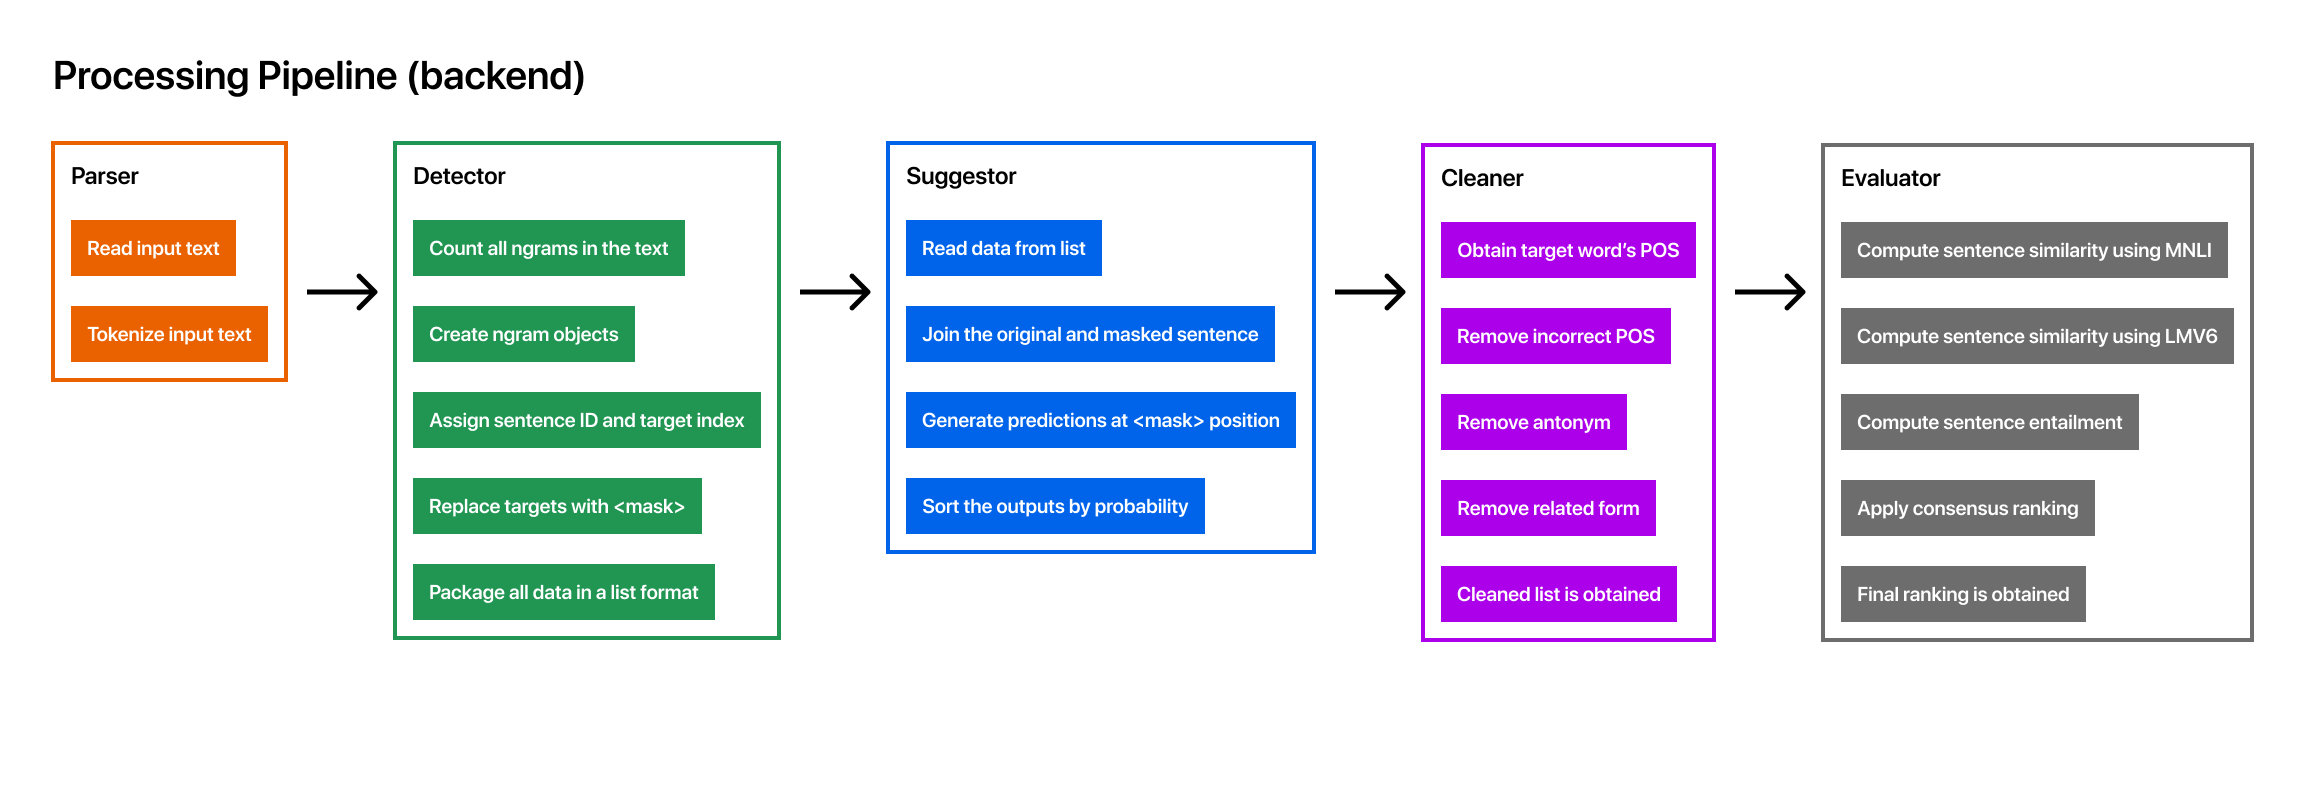 Processing Pipeline (backend)
Parser
Read input text
Tokenize input text
Detector
Count all ngrams in the text
Create ngram objects
Assign sentence ID and target index
Replace targets with <mask>
Package all data in a list format
Suggestor
Read data from list
Join the original and masked sentence
Generate predictions at <mask> position
Sort the outputs by probability
Cleaner
Obtain target word's POS
Remove incorrect POS
Remove antonym
Remove related form
Cleaned list is obtained
Evaluator
Compute sentence similarity using MNLI
Compute sentence similarity using LMV6
Compute sentence entailment
Apply consensus ranking
Final ranking is obtained